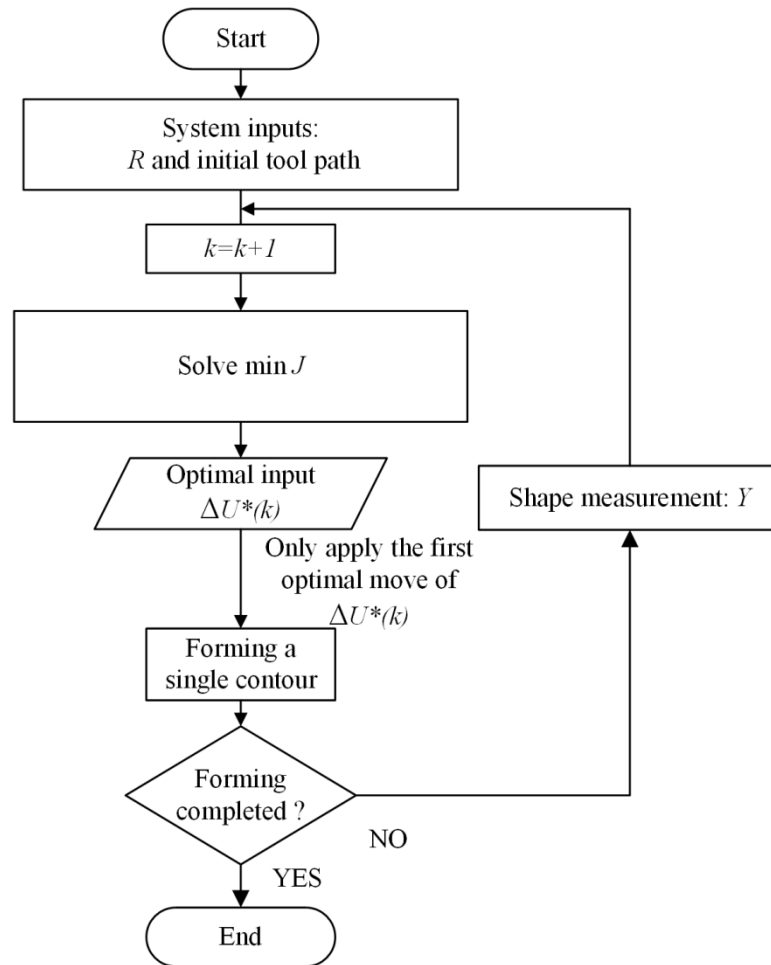 Start
System inputs:
R and initial tool path
k=k+1
Solve min J
Optimal input
ΔU*(k)
Shape measurement: Y
Only apply the first
optimal move of
ΔU*(k)
Forming a
single contour
Forming
completed ?
NO
YES
End